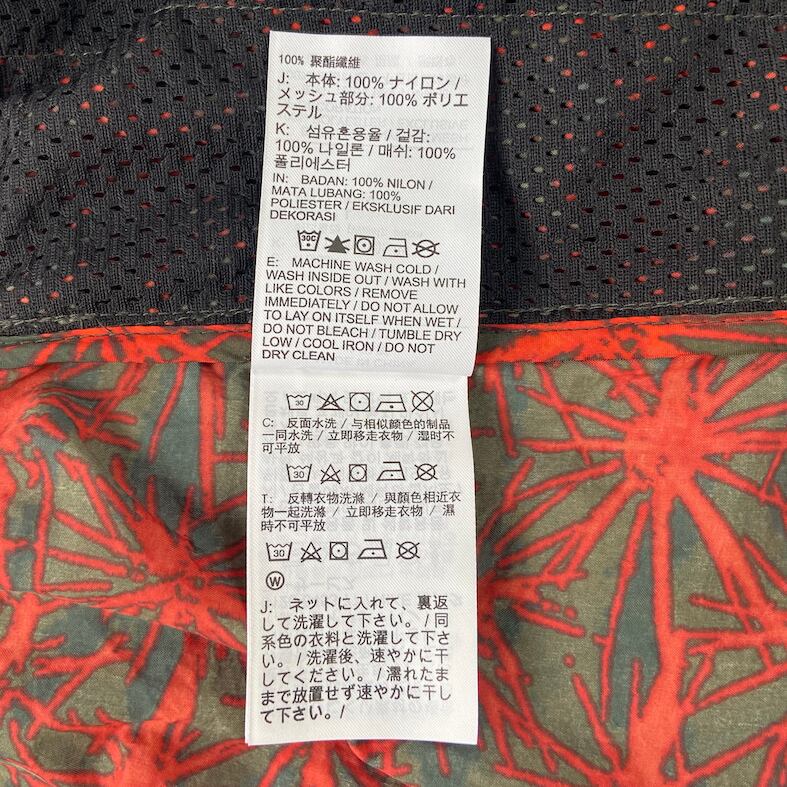 100% 聚酯纖維
J: 本体: 100% ナイロン /
メッシュ部分: 100% ポリエ
ステル
K: 섬유혼용율 / 겉감:
100% 나일론 / 매쉬: 100%
폴리에스터
IN: BADAN: 100% NILON /
MATA LUBANG: 100%
POLIESTER / EKSKLUSIF DARI
DEKORASI
30C
E: MACHINE WASH COLD /
WASH INSIDE OUT / WASH WITH
LIKE COLORS / REMOVE
IMMEDIATELY / DO NOT ALLOW
TO LAY ON ITSELF WHEN WET /
DO NOT BLEACH / TUMBLE DRY
LOW / COOL IRON / DO NOT
DRY CLEAN
30
C: 反面水洗 / 与相似颜色的制品
一同水洗 / 立即移走衣物 / 湿时不
可平放
30
T: 反轉衣物洗滌 / 與顏色相近衣
物一起洗滌 / 立即移走衣物 / 濕
時不可平放
30
W
J: ネットに入れて、裏返
して洗濯して下さい。/ 同
系色の衣料と洗濯して下さ
い。/ 洗濯後、速やかに干
してください。/ 濡れたま
まで放置せず速やかに干し
て下さい。/